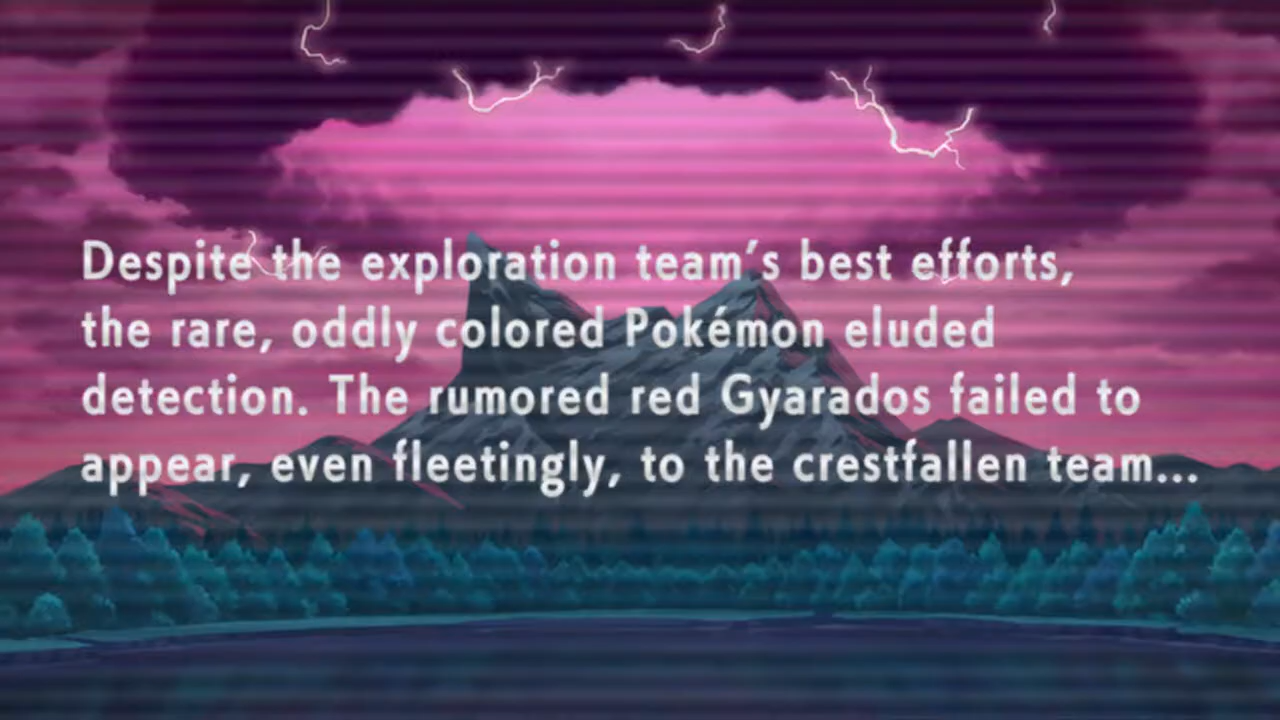 Despite the exploration team's best efforts,
the rare, oddly colored Pokémon eluded
detection. The rumored red Gyarados failed to
appear, even fleetingly, to the crestfallen team...